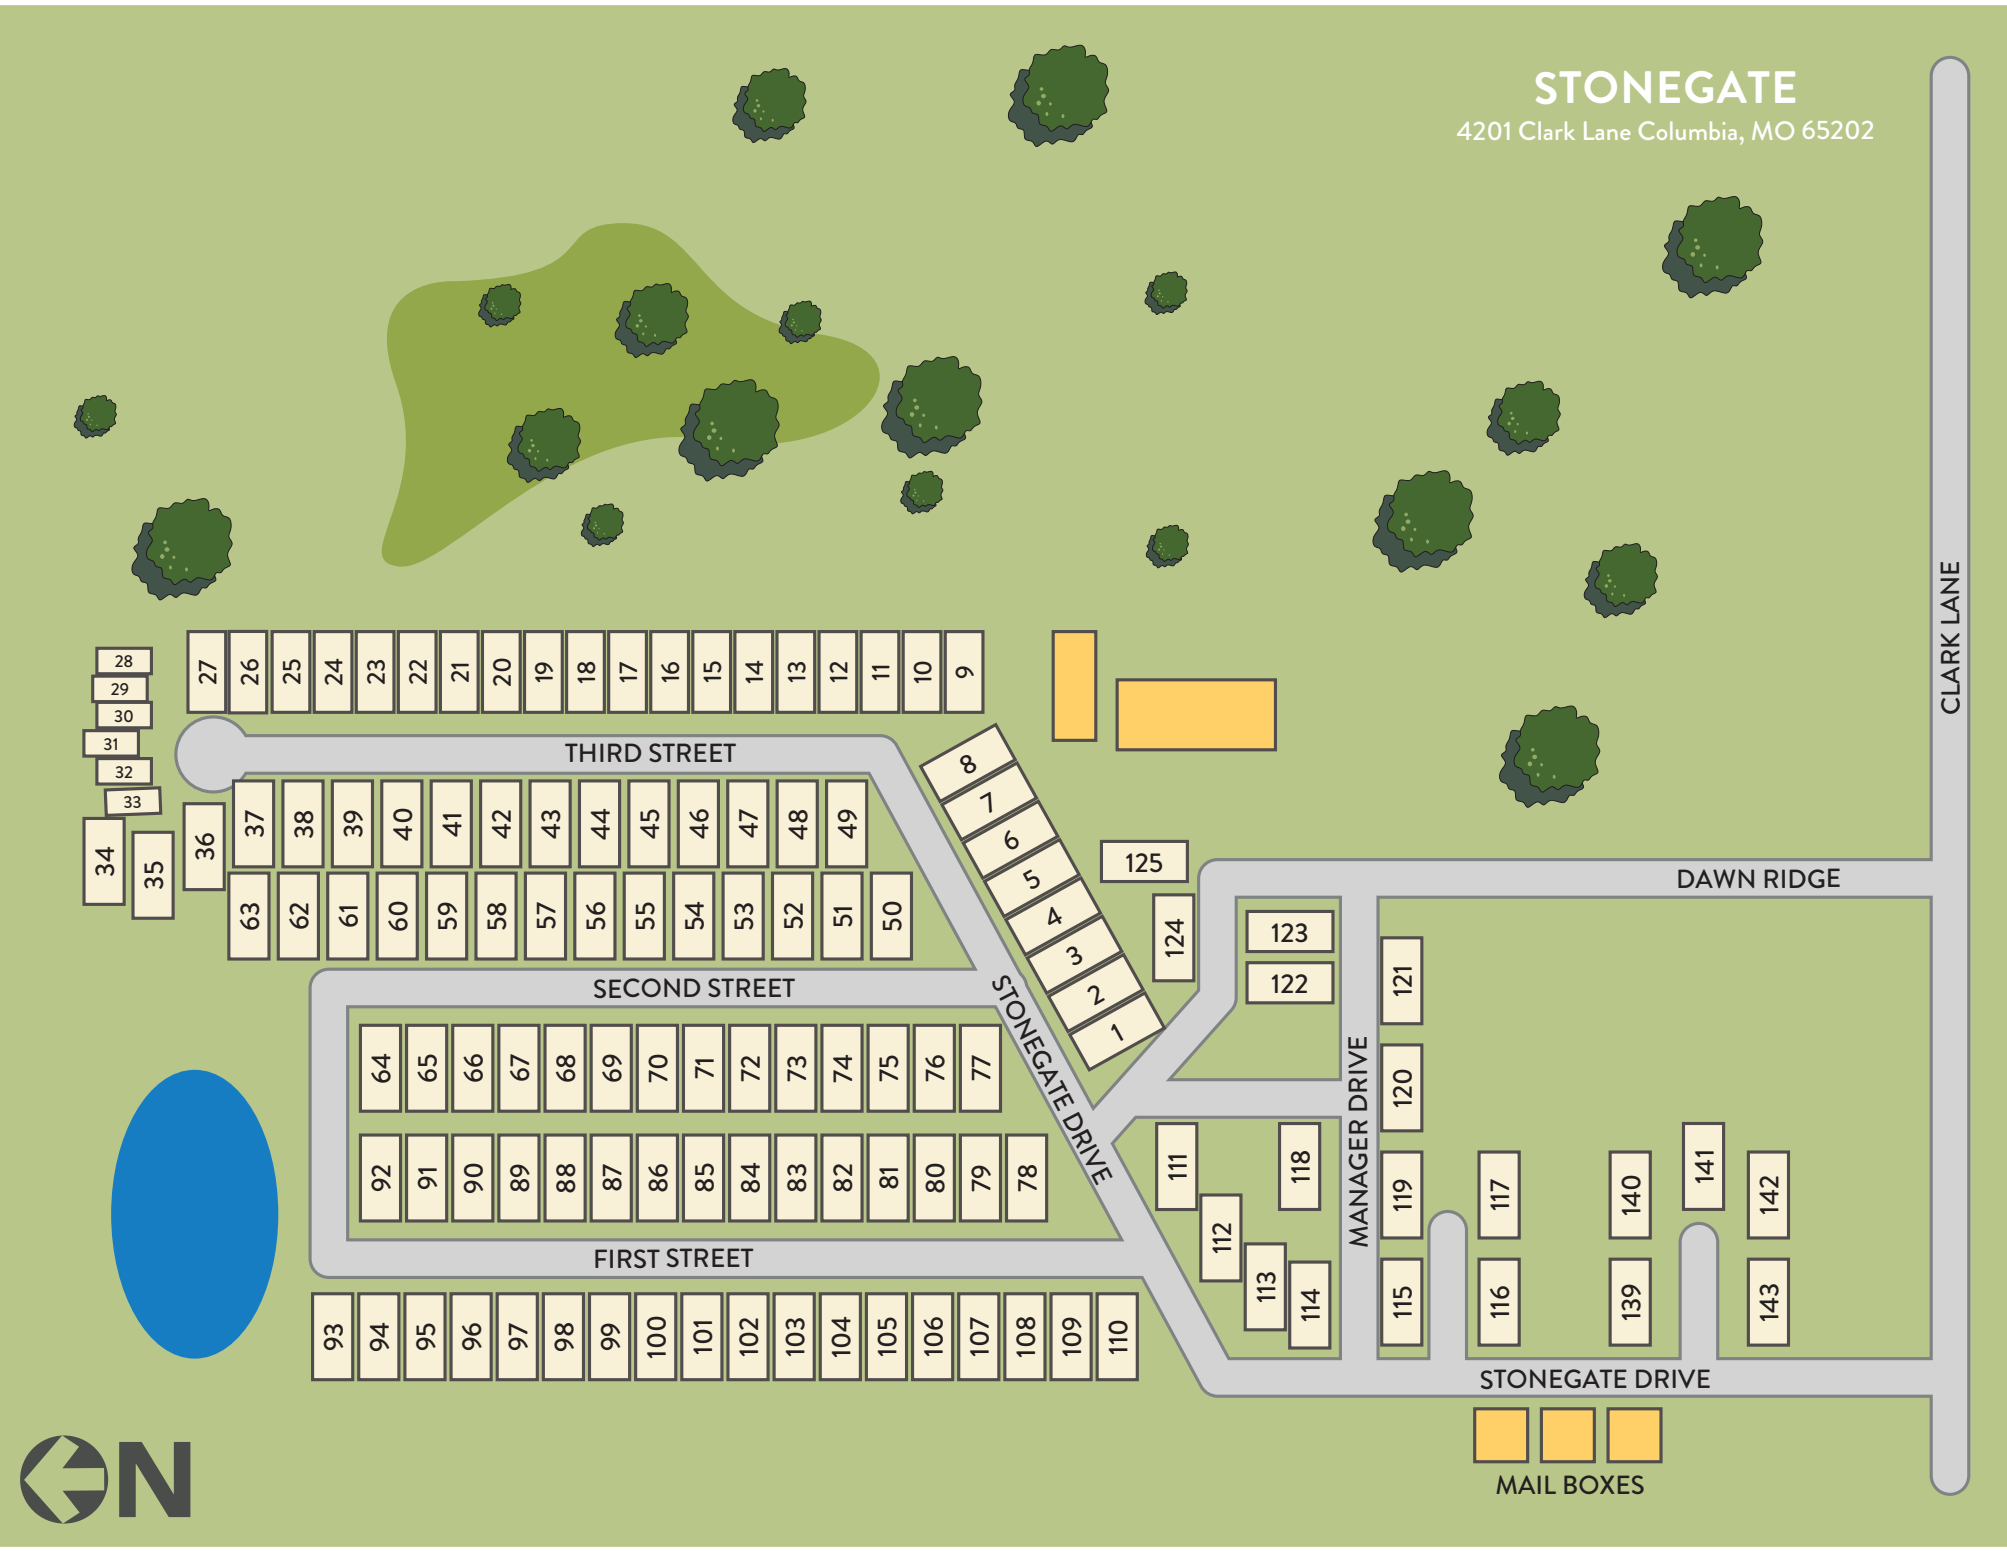 STONEGATE
4201 Clark Lane Columbia, MO 65202
CLARK LANE
28
29
30
31
32
33
34
35
36
27 26 25 24 23 22 21 20 19 18 17 16 15 14 13 12 11 10 9
THIRD STREET
37 38 39 40 41 42 43 44 45 46 47 48 49
63 62 61 60 59 58 57 56 55 54 53 52 51 50
8
7
6
5
4
3
2
1
125
124
DAWN RIDGE
123
122
121
120
SECOND STREET
STONEGATE DRIVE
MANAGER DRIVE
64 65 66 67 68 69 70 71 72 73 74 75 76 77
92 91 90 89 88 87 86 85 84 83 82 81 80 79 78
111
112
113
114
118
119 117 140 141 142
115 116 139 143
FIRST STREET
93 94 95 96 97 98 99 100 101 102 103 104 105 106 107 108 109 110
STONEGATE DRIVE
MAIL BOXES
N